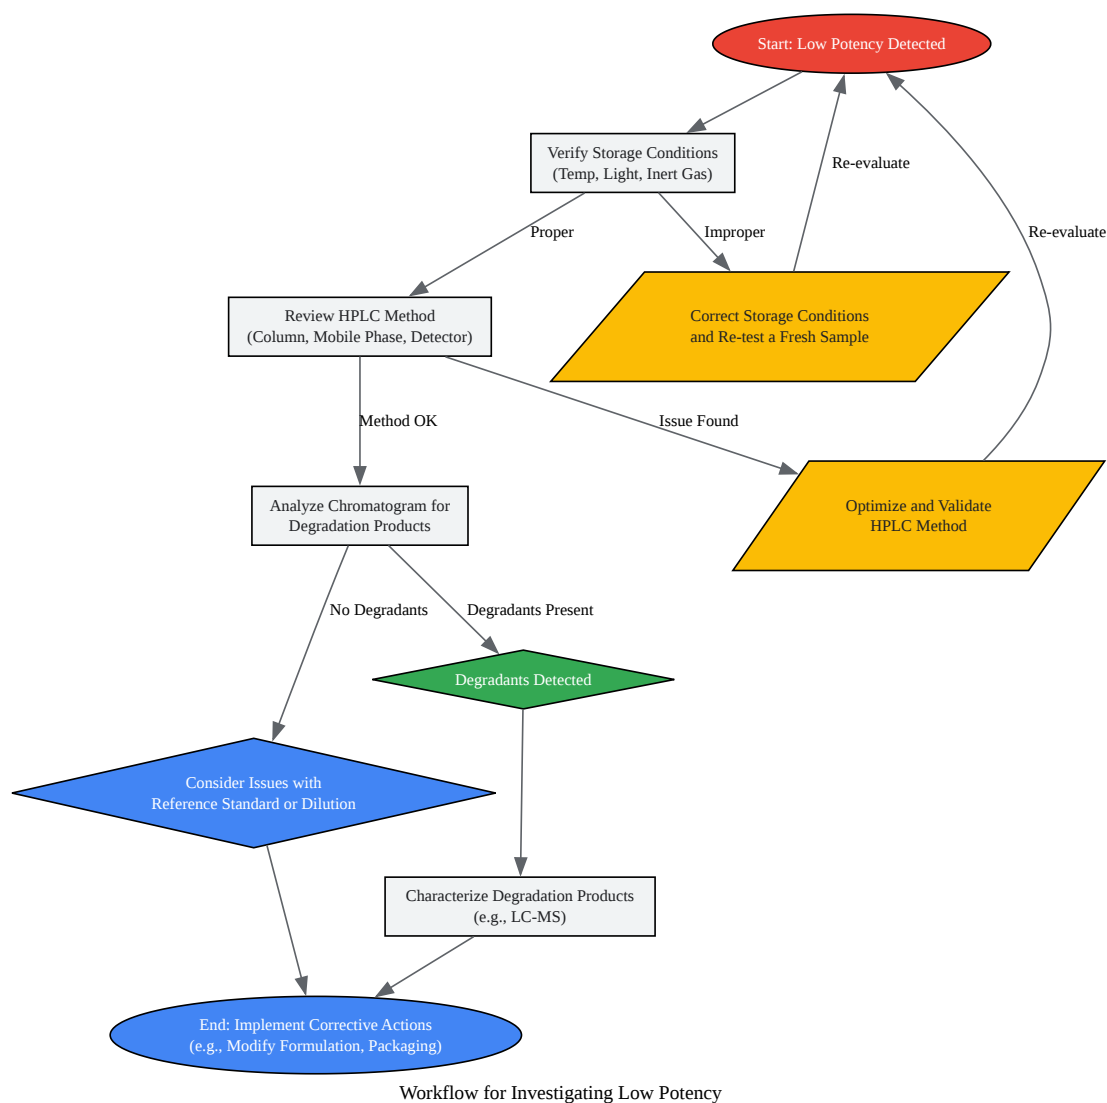 Start: Low Potency Detected
Verify Storage Conditions
(Temp, Light, Inert Gas)
Re-evaluate
Proper
Improper
Re-evaluate
Review HPLC Method
(Column, Mobile Phase, Detector)
Correct Storage Conditions
and Re-test a Fresh Sample
Method OK
Issue Found
Analyze Chromatogram for
Degradation Products
Optimize and Validate
HPLC Method
No Degradants
Degradants Present
Degradants Detected
Consider Issues with
Reference Standard or Dilution
Characterize Degradation Products
(e.g., LC-MS)
End: Implement Corrective Actions
(e.g., Modify Formulation, Packaging)
Workflow for Investigating Low Potency